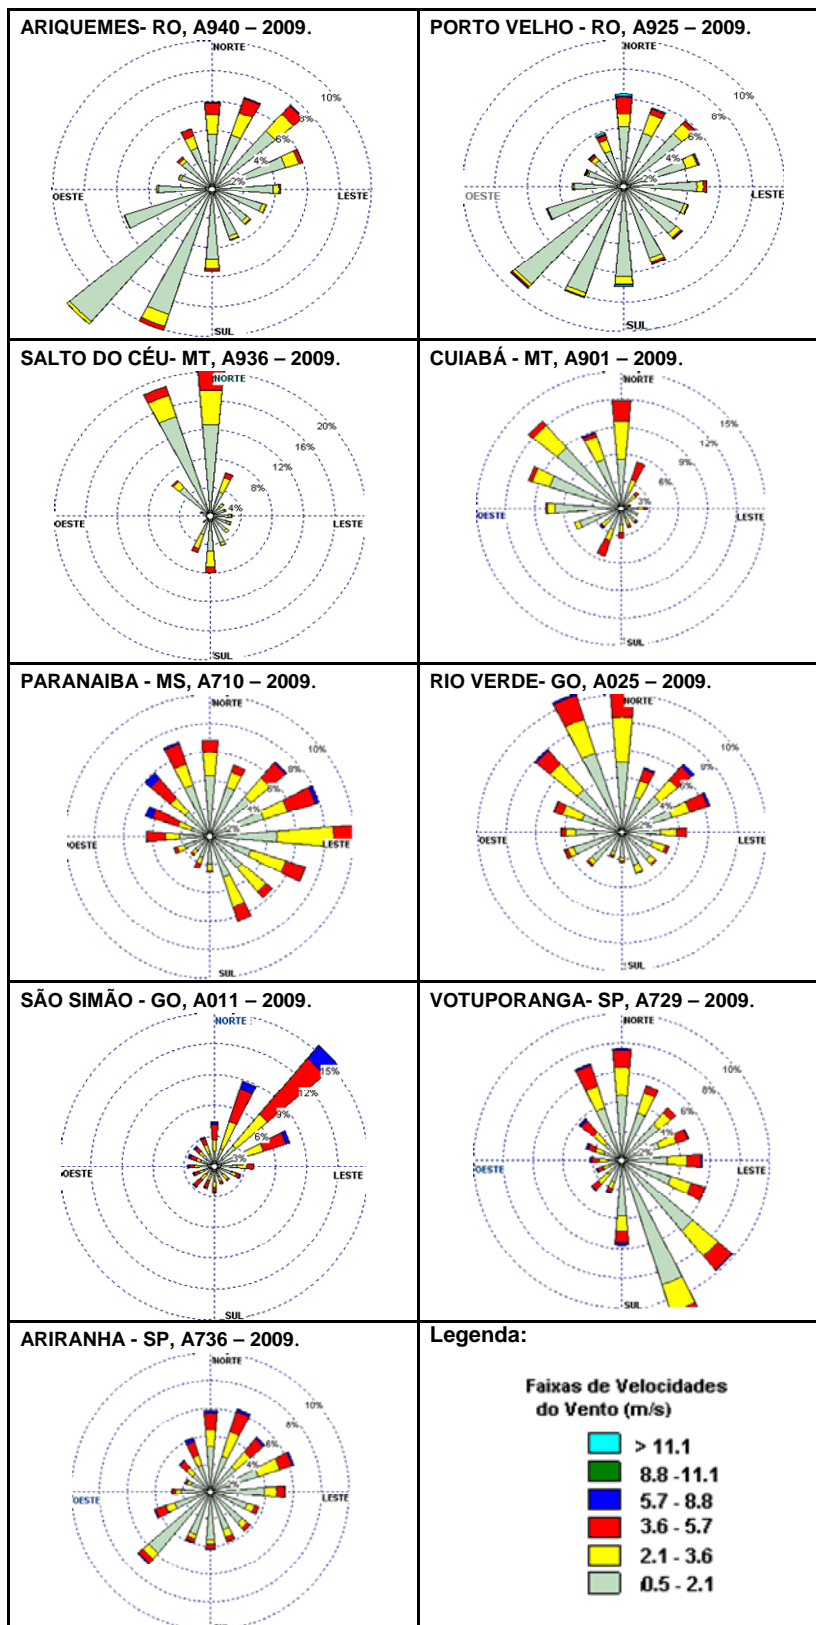 ARIQUEMES- RO, A940 – 2009.
NORTE
10%
8%
6%
4%
2%
OESTE
LESTE
SUL
PORTO VELHO - RO, A925 – 2009.
NORTE
10%
8%
6%
4%
2%
OESTE
LESTE
SUL
SALTO DO CÉU- MT, A936 – 2009.
NORTE
20%
16%
12%
8%
4%
OESTE
LESTE
SUL
CUIABÁ - MT, A901 – 2009.
NORTE
15%
12%
9%
6%
3%
OESTE
LESTE
SUL
PARANAIBA - MS, A710 – 2009.
NORTE
10%
8%
6%
4%
2%
OESTE
LESTE
SUL
RIO VERDE- GO, A025 – 2009.
NORTE
10%
8%
6%
4%
2%
OESTE
LESTE
SUL
SÃO SIMÃO - GO, A011 – 2009.
NORTE
15%
12%
9%
6%
3%
OESTE
LESTE
SUL
VOTUPORANGA- SP, A729 – 2009.
NORTE
10%
8%
6%
4%
2%
OESTE
LESTE
SUL
ARIRANHA - SP, A736 – 2009.
NORTE
10%
8%
6%
4%
2%
OESTE
LESTE
Legenda:
Faixas de Velocidades
do Vento (m/s)
> 11.1
8.8 -11.1
5.7 - 8.8
3.6 - 5.7
2.1 - 3.6
0.5 - 2.1